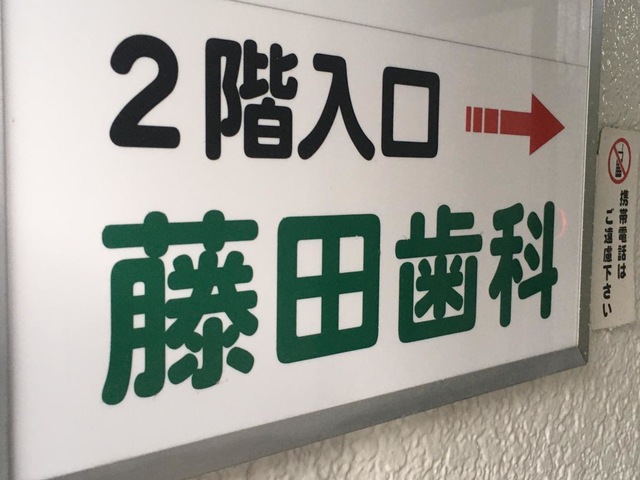 2階入口
藤田歯科
携帯電話は
ご遠慮下さい